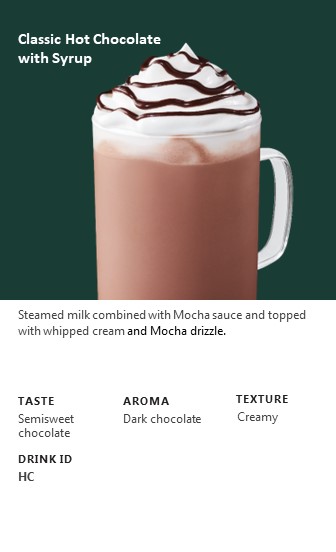 Classic Hot Chocolate
with Syrup
Steamed milk combined with Mocha sauce and topped
with whipped cream and Mocha drizzle.
TASTE
Semisweet
chocolate
AROMA
Dark chocolate
TEXTURE
Creamy
DRINK ID
HC